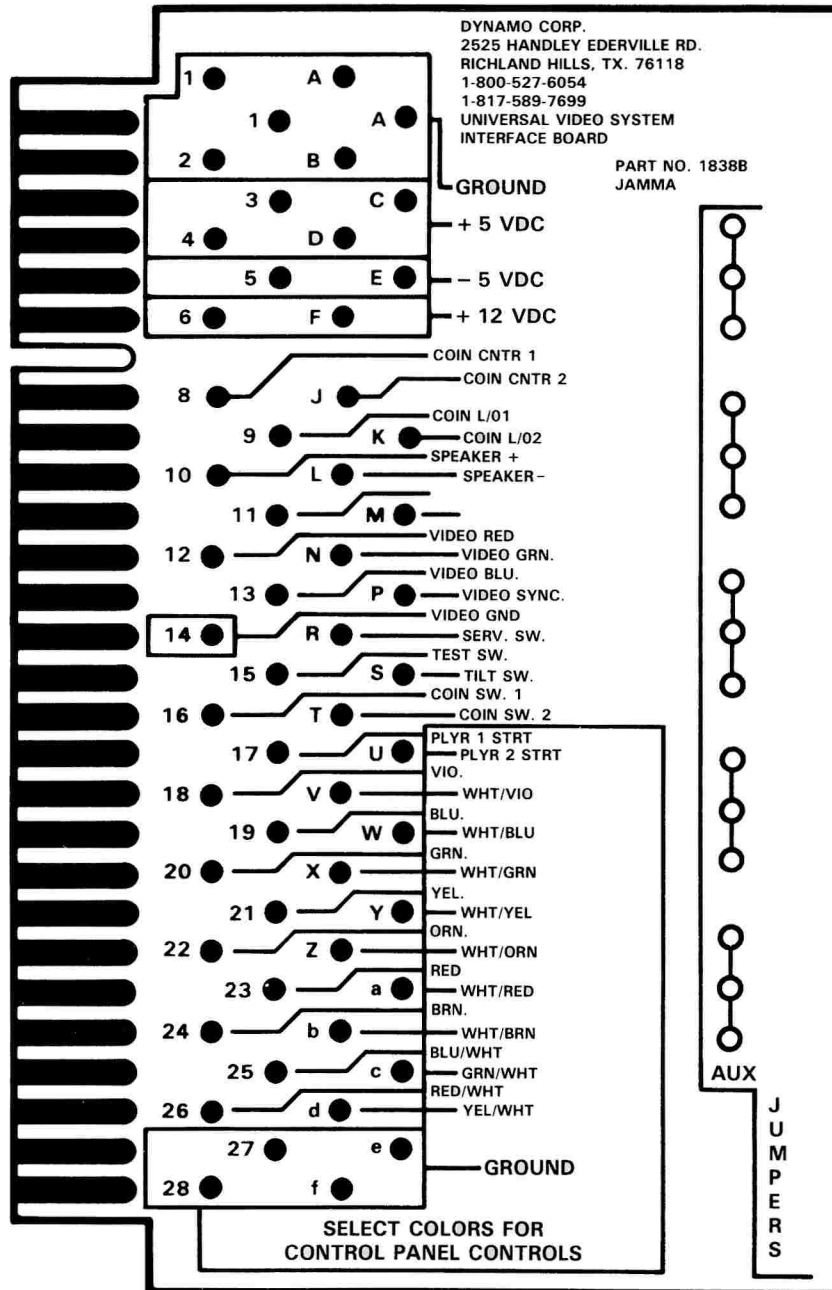 DYNAMO CORP.
2525 HANDLEY EDERVILLE RD.
RICHLAND HILLS, TX. 76118
1-800-527-6054
1-817-589-7699
UNIVERSAL VIDEO SYSTEM
INTERFACE BOARD
PART NO. 1838B
JAMMA
1 A
1 A
2 B
GROUND
3 C
+ 5 VDC
4 D
5 E - 5 VDC
6 F + 12 VDC
COIN CNTR 1
8 J COIN CNTR 2
COIN L/01
9 K COIN L/02
SPEAKER +
10 L SPEAKER-
11 M
VIDEO RED
12 N VIDEO GRN.
VIDEO BLU.
13 P VIDEO SYNC.
VIDEO GND
14 R SERV. SW.
TEST SW.
15 S TILT SW.
COIN SW. 1
16 T COIN SW. 2
PLYR 1 STRT
17 U PLYR 2 STRT
VIO.
18 V WHT/VIO
BLU.
19 W WHT/BLU
GRN.
20 X WHT/GRN
YEL.
21 Y WHT/YEL
ORN.
22 Z WHT/ORN
RED
23 a WHT/RED
BRN.
24 b WHT/BRN
BLU/WHT
25 c GRN/WHT
RED/WHT
26 d YEL/WHT
27 e
GROUND
28 f
SELECT COLORS FOR
CONTROL PANEL CONTROLS
AUX
JUMPERS